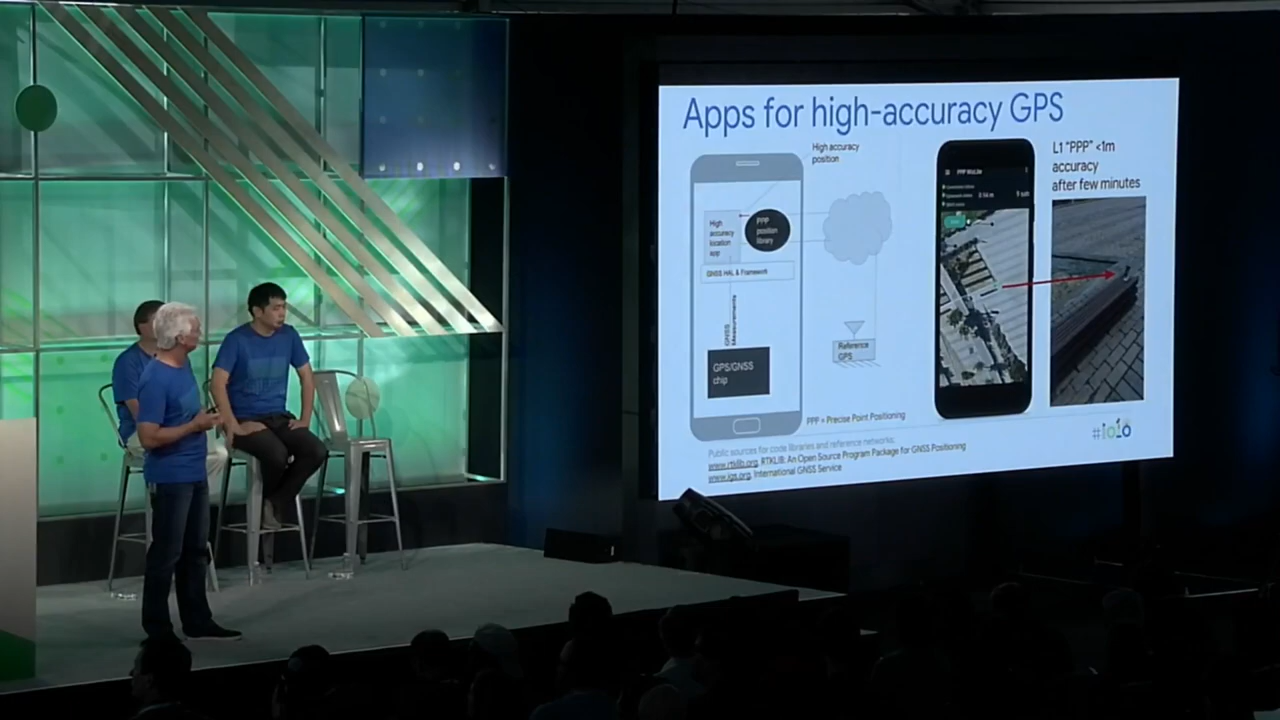 Apps for high-accuracy GPS
High accuracy
position
L1 "PPP" <1m
accuracy
after few minutes
High
accuracy
location
app
PPP
position
library
GNSS HAL & Framework
GNSS
Measurements
GPS/GNSS
chip
Reference
GPS
PPP = Precise Point Positioning
#io18
Public sources for code libraries and reference networks.
www.rtklib.org, RTKLIB: An Open Source Program Package for GNSS Positioning
www.igs.org, International GNSS Service